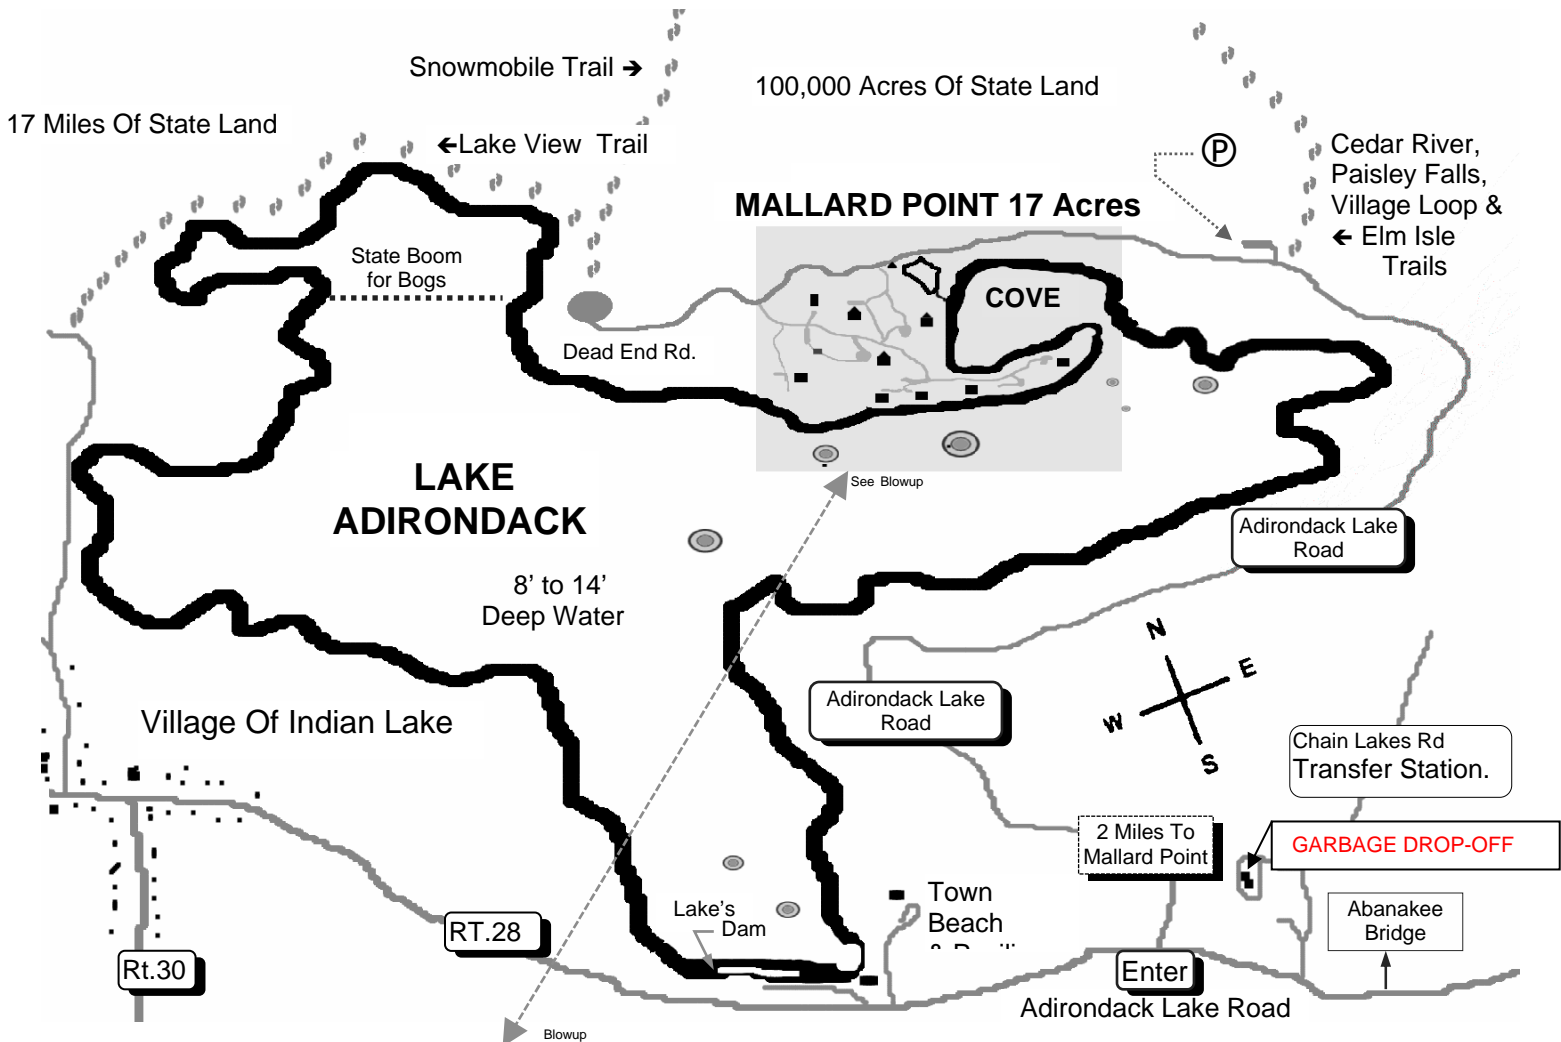 Snowmobile Trail →
100,000 Acres Of State Land
17 Miles Of State Land
←Lake View Trail
P
Cedar River,
Paisley Falls,
Village Loop &
← Elm Isle
Trails
MALLARD POINT 17 Acres
State Boom
for Bogs
COVE
Dead End Rd.
LAKE
ADIRONDACK
See Blowup
Adirondack Lake
Road
8’ to 14’
Deep Water
N
E
W
S
Adirondack Lake
Road
Village Of Indian Lake
Chain Lakes Rd
Transfer Station.
2 Miles To
Mallard Point
GARBAGE DROP-OFF
Town
Beach
Lake’s
Dam
Abanakee
Bridge
RT.28
Rt.30
Enter
Adirondack Lake Road
Blowup